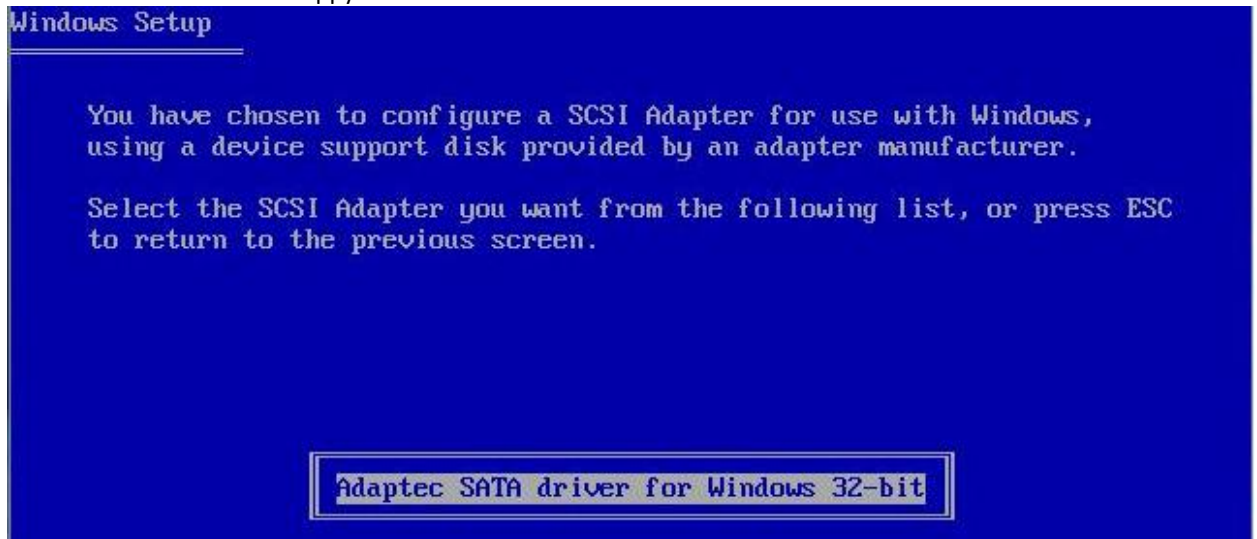 Windows Setup
You have chosen to configure a SCSI Adapter for use with Windows,
using a device support disk provided by an adapter manufacturer.
Select the SCSI Adapter you want from the following list, or press ESC
to return to the previous screen.
Adaptec SATA driver for Windows 32-bit